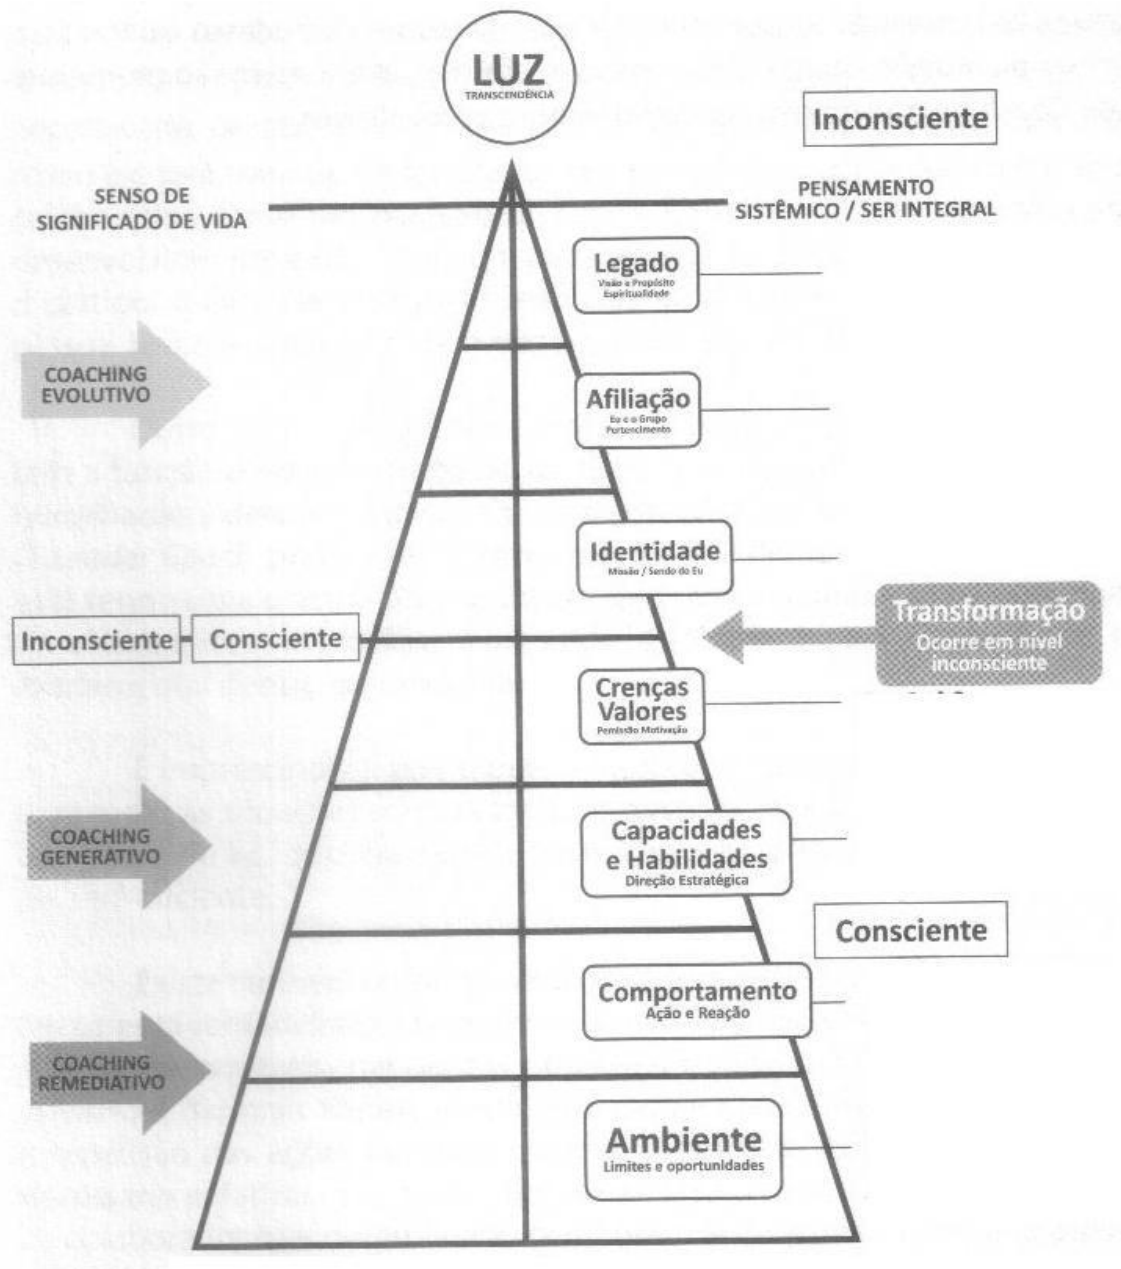 LUZ
TRANSCENDÊNCIA
Inconsciente
SENSO DE
SIGNIFICADO DE VIDA
PENSAMENTO
SISTÊMICO / SER INTEGRAL
Legado
Visão e Propósito
Espiritualidade
COACHING
EVOLUTIVO
Afiliação
Eu e o Grupo
Pertencimento
Identidade
Missão / Sendo do Eu
Transformação
Ocorre em nível
inconsciente
Inconsciente
Consciente
Crenças
Valores
Pemissão Motivação
COACHING
GENERATIVO
Capacidades
e Habilidades
Direção Estratégica
Consciente
Comportamento
Ação e Reação
COACHING
REMEDIATIVO
Ambiente
Limites e oportunidades